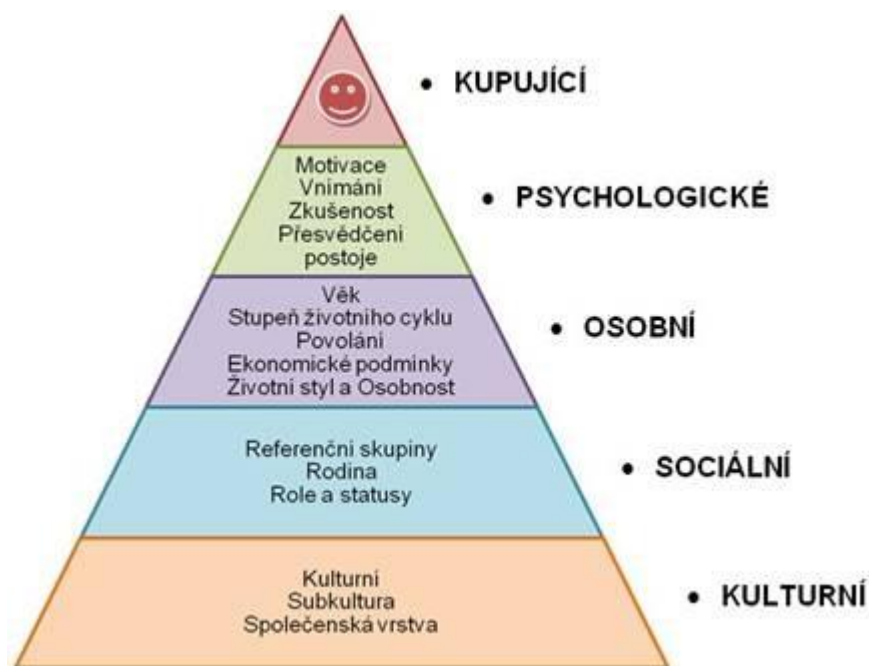 • KUPUJÍCÍ
Motivace
Vnímání
Zkušenost
Přesvědčení
postoje
• PSYCHOLOGICKÉ
Věk
Stupeň životního cyklu
Povolání
Ekonomické podmínky
Životní styl a Osobnost
• OSOBNÍ
Referenční skupiny
Rodina
Role a statusy
• SOCIÁLNÍ
Kulturní
Subkultura
Společenská vrstva
• KULTURNÍ